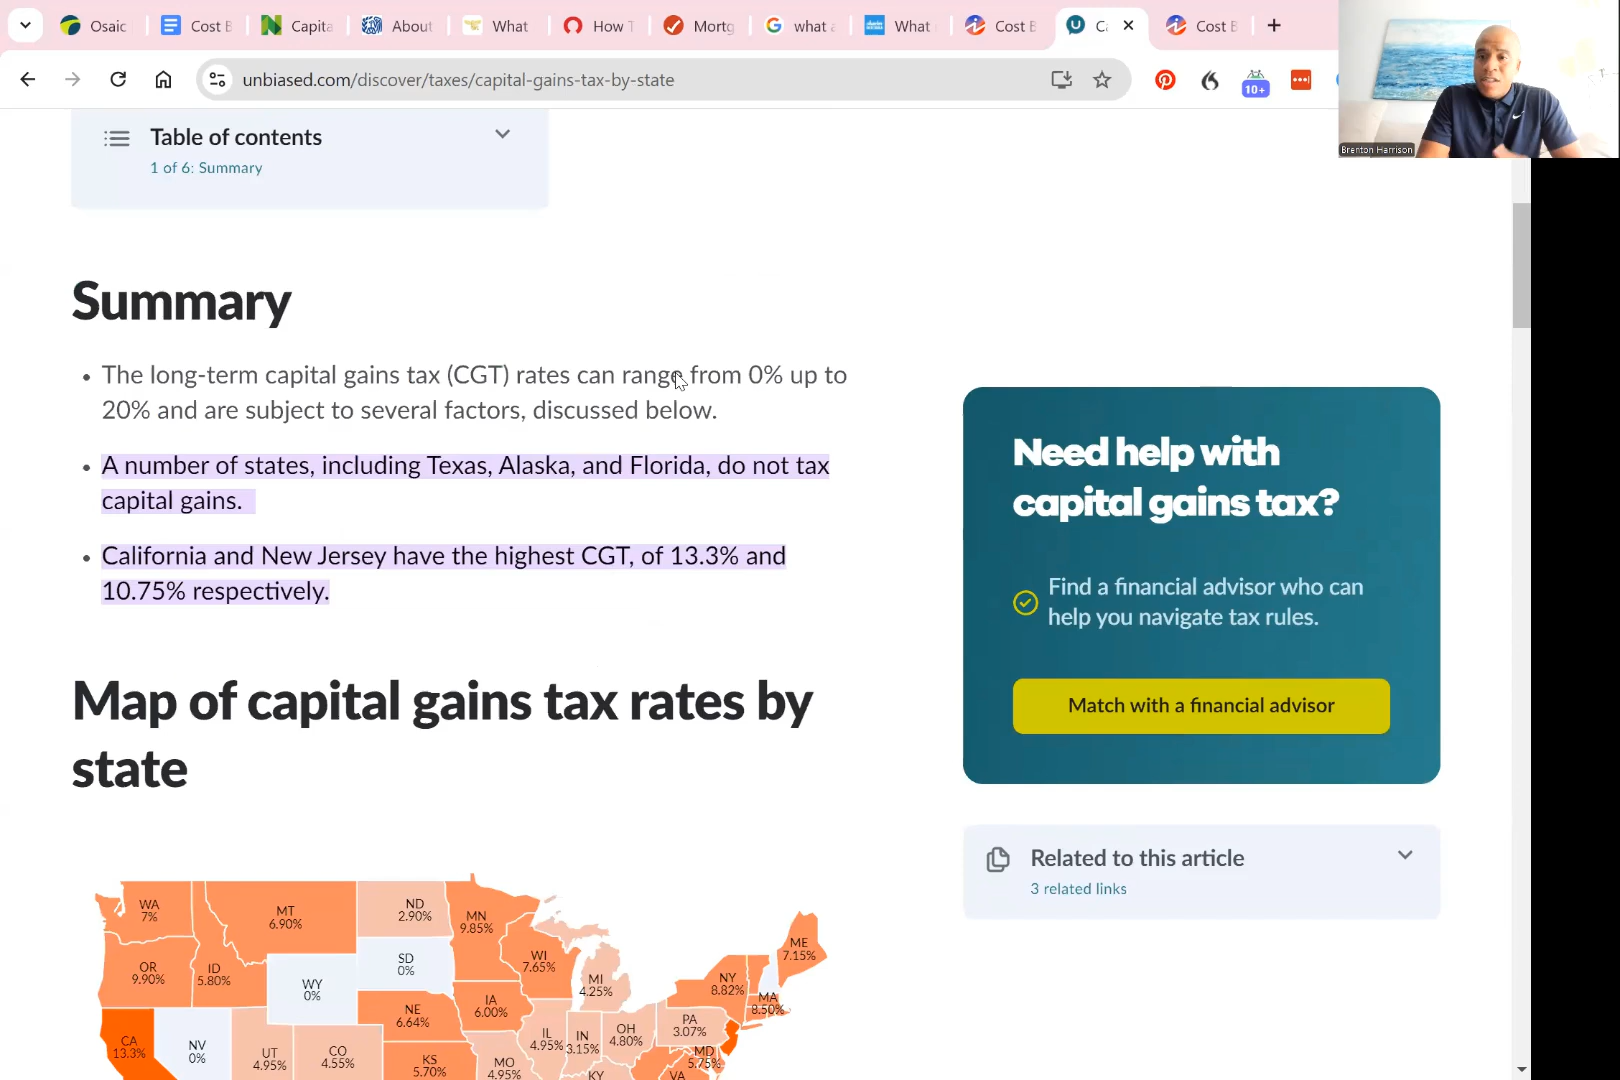 Osaic
Cost B
Capita
About
What
How T
Mortg
what a
What
Cost B
Ca
Cost B
unbiased.com/discover/taxes/capital-gains-tax-by-state
10+
Brenton Harrison
Table of contents
1 of 6: Summary
Summary
• The long-term capital gains tax (CGT) rates can range from 0% up to
20% and are subject to several factors, discussed below.
• A number of states, including Texas, Alaska, and Florida, do not tax
capital gains.
• California and New Jersey have the highest CGT, of 13.3% and
10.75% respectively.
Need help with
capital gains tax?
Find a financial advisor who can
help you navigate tax rules.
Match with a financial advisor
Related to this article
3 related links
Map of capital gains tax rates by
state
WA
7%
MT
6.90%
ND
2.90%
MN
9.85%
OR
9.90%
ID
5.80%
WY
0%
SD
0%
WI
7.65%
MI
4.25%
NY
8.82%
ME
7.15%
MA
8.50%
CA
13.3%
NV
0%
UT
4.95%
CO
4.55%
NE
6.64%
KS
5.70%
IA
6.00%
MO
4.95%
IL
4.95%
IN
3.15%
OH
4.80%
PA
3.07%
MD
5.75%
KY
VA